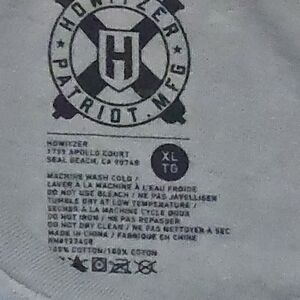 HOWITZER
H
PATRIOT. MFG
HOWITZER
APOLLO COURT
SEAL BEACH, CA 90740
XL
TG
MACHINE WASH COLD /
LAVER A LA MACHINE A L'EAU FROIDE
DO NOT USE BLEACH / NE PAS JAVELLISER
TUMBLE DRY AT LOW TEMPERATURE /
SECHER A LA MACHINE CYCLE DOUX
DO NOT IRON / NE PAS REPASSER
DO NOT DRY CLEAN / NE PAS NETTOYER A SEC
MADE IN CHINA / FABRIQUE EN CHINE
100% COTTON/100% COTON